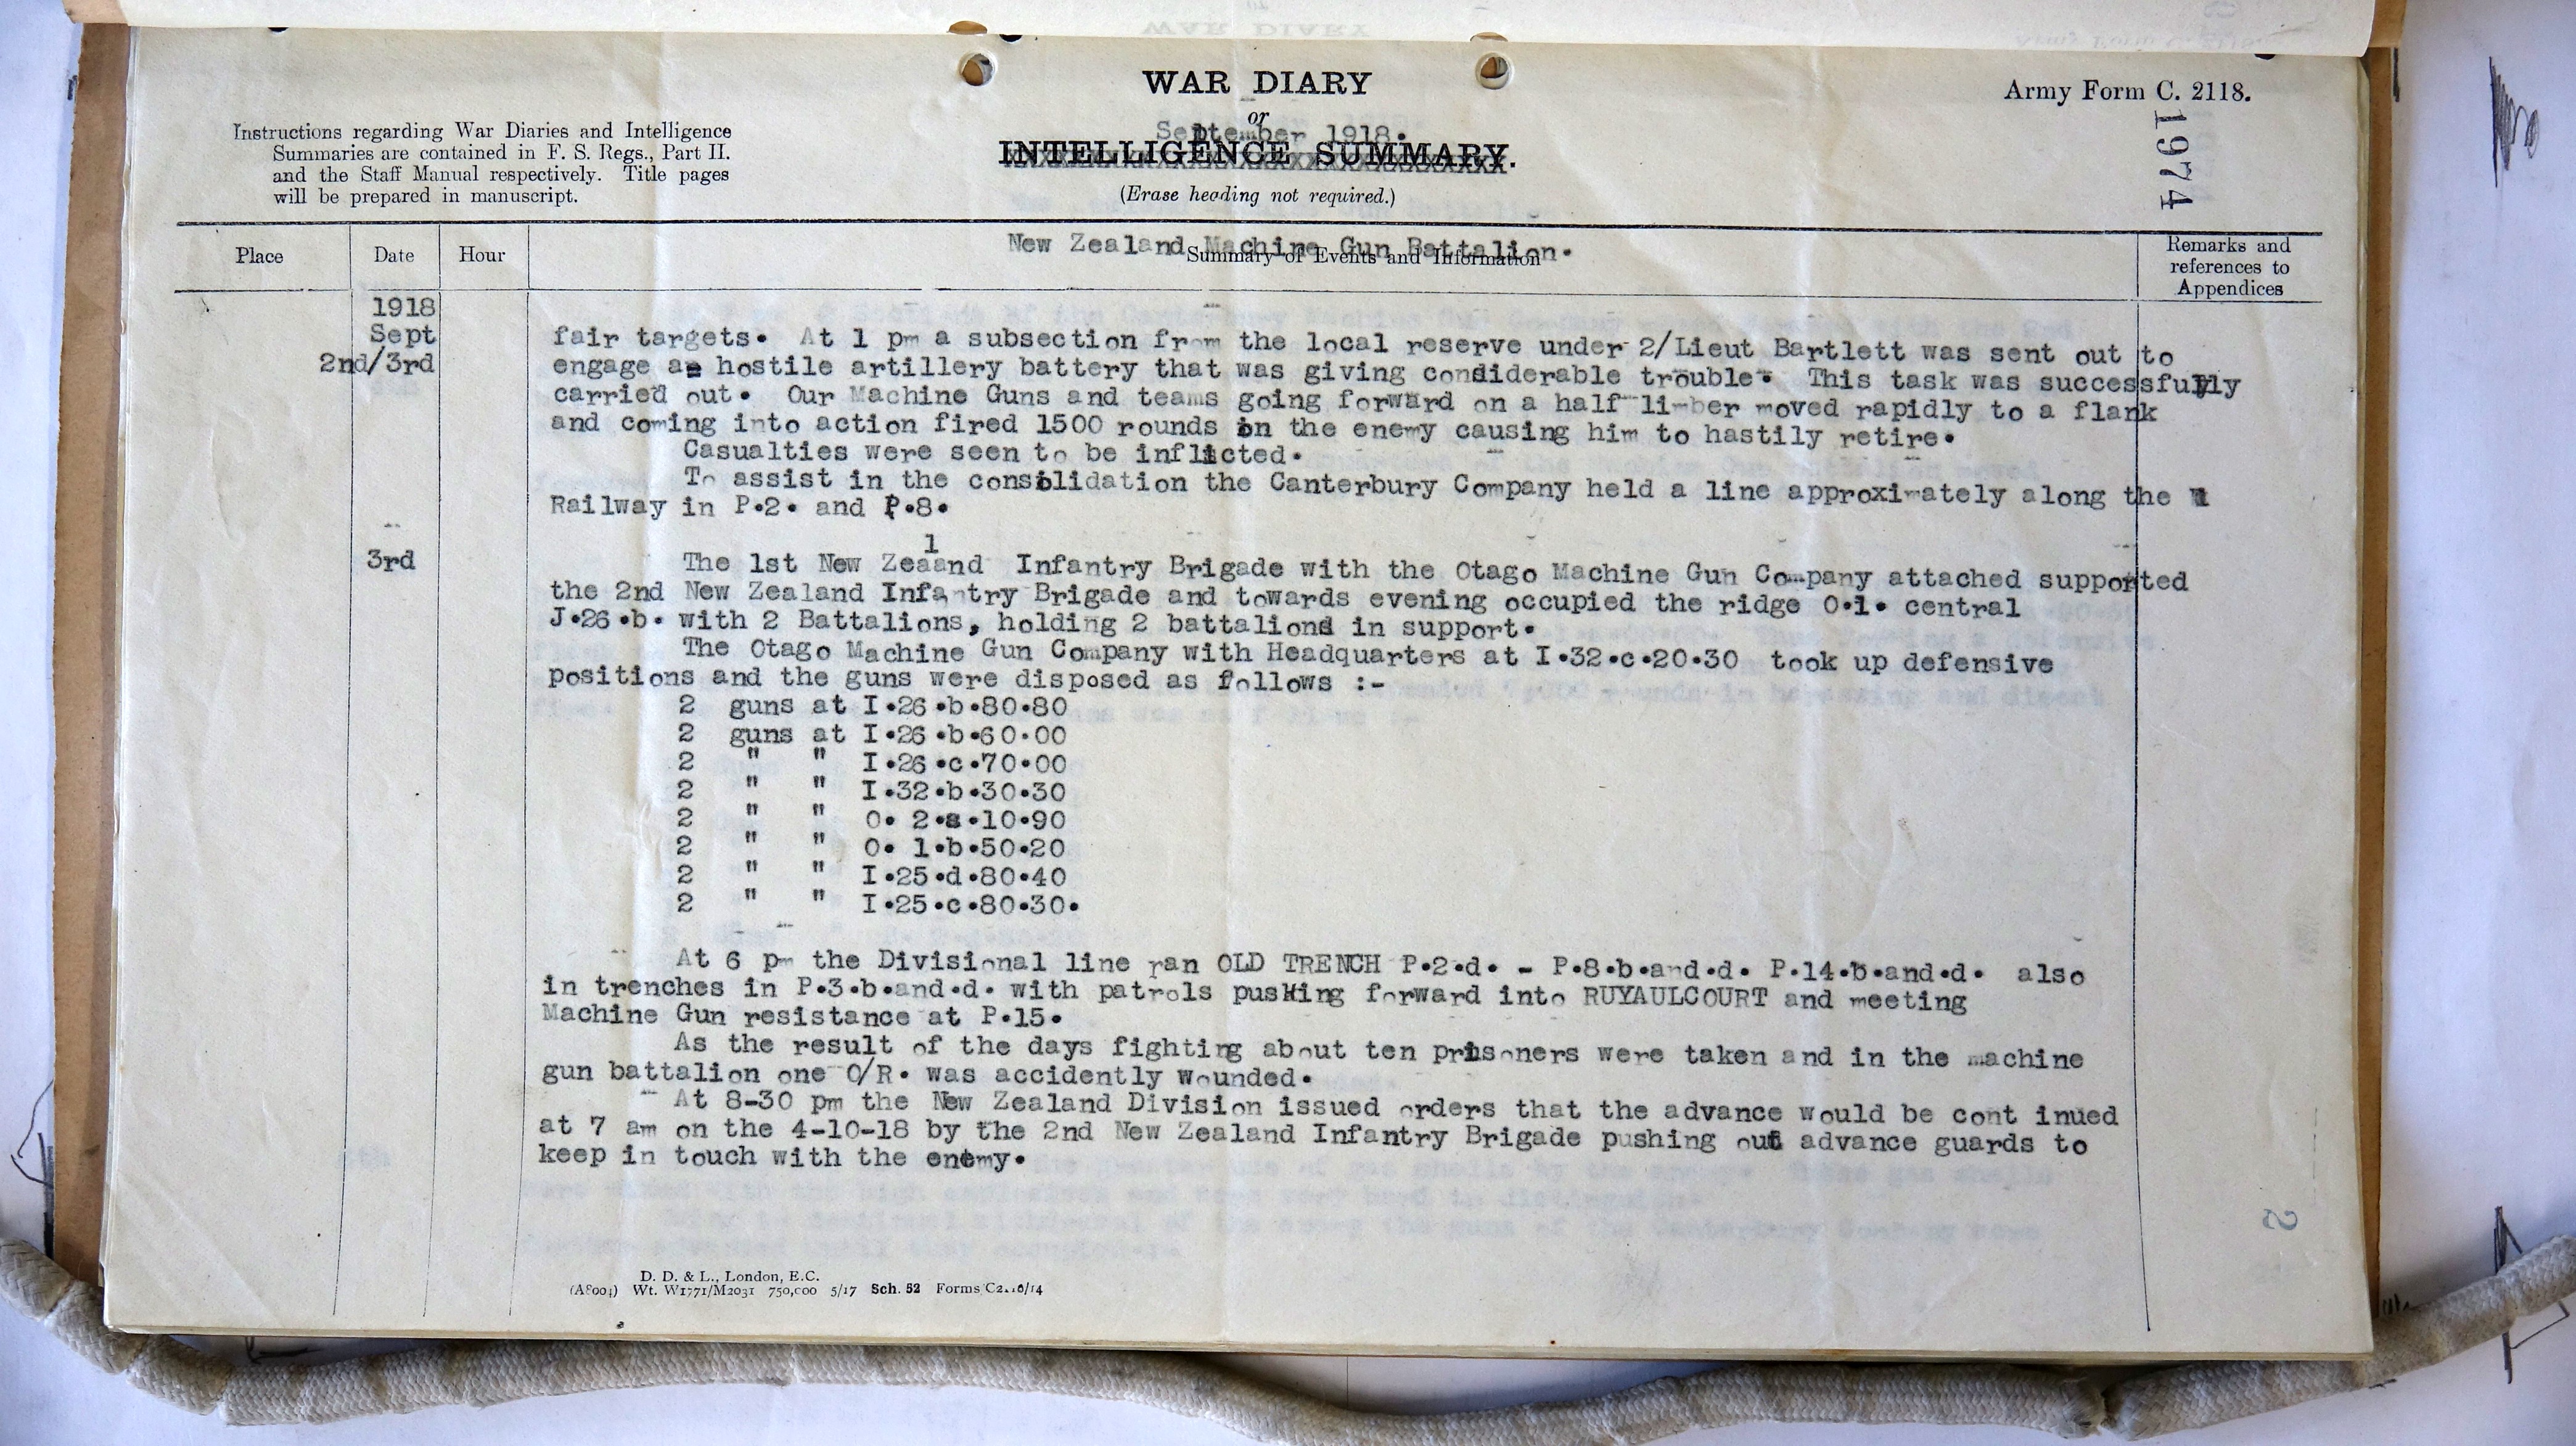 WAR DIARY
or
September 1918.
INTELLIGENCE SUMMARY.
(Erase heading not required.)
Army Form C. 2118.
1974
Instructions regarding War Diaries and Intelligence
Summaries are contained in F. S. Regs., Part II.
and the Staff Manual respectively. Title pages
will be prepared in manuscript.
Place
Date
Hour
New Zealand Machine Gun Battalion.
Summary of Events and Information
Remarks and
references to
Appendices
1918
Sept
2nd/3rd
fair targets. At 1 pm a subsection from the local reserve under 2/Lieut Bartlett was sent out to
engage a hostile artillery battery that was giving consididerable trouble. This task was successfully
carried out. Our Machine Guns and teams going forward on a half limber moved rapidly to a flank
and coming into action fired 1500 rounds on the enemy causing him to hastily retire.
Casualties were seen to be inflicted.
To assist in the consolidation the Canterbury Company held a line approximately along the
Railway in P.2. and P.8.
3rd
l
The 1st New Zeaand Infantry Brigade with the Otago Machine Gun Company attached supported
the 2nd New Zealand Infantry Brigade and towards evening occupied the ridge O.1. central
J.26.b. with 2 Battalions, holding 2 battalions in support.
The Otago Machine Gun Company with Headquarters at I.32.c.20.30 took up defensive
positions and the guns were disposed as follows :-
2 guns at I.26.b.80.80
2 guns at I.26.b.60.00
2 " " I.26.c.70.00
2 " " I.32.b.30.30
2 " " O. 2.a.10.90
2 " " O. 1.b.50.20
2 " " I.25.d.80.40
2 " " I.25.c.80.30.
At 6 pm the Divisional line ran OLD TRENCH P.2.d. - P.8.b.and.d. P.14.b.and.d. also
in trenches in P.3.b.and.d. with patrols pushing forward into RUYAULCOURT and meeting
Machine Gun resistance at P.15.
As the result of the days fighting about ten prisoners were taken and in the machine
gun battalion one O/R. was accidently wounded.
At 8-30 pm the New Zealand Division issued orders that the advance would be cont inued
at 7 am on the 4-10-18 by the 2nd New Zealand Infantry Brigade pushing out advance guards to
keep in touch with the enemy.
D. D. & L., London, E.C.
Wt. W1771/M2031 750,000 5/17 Sch. 52 Forms
2